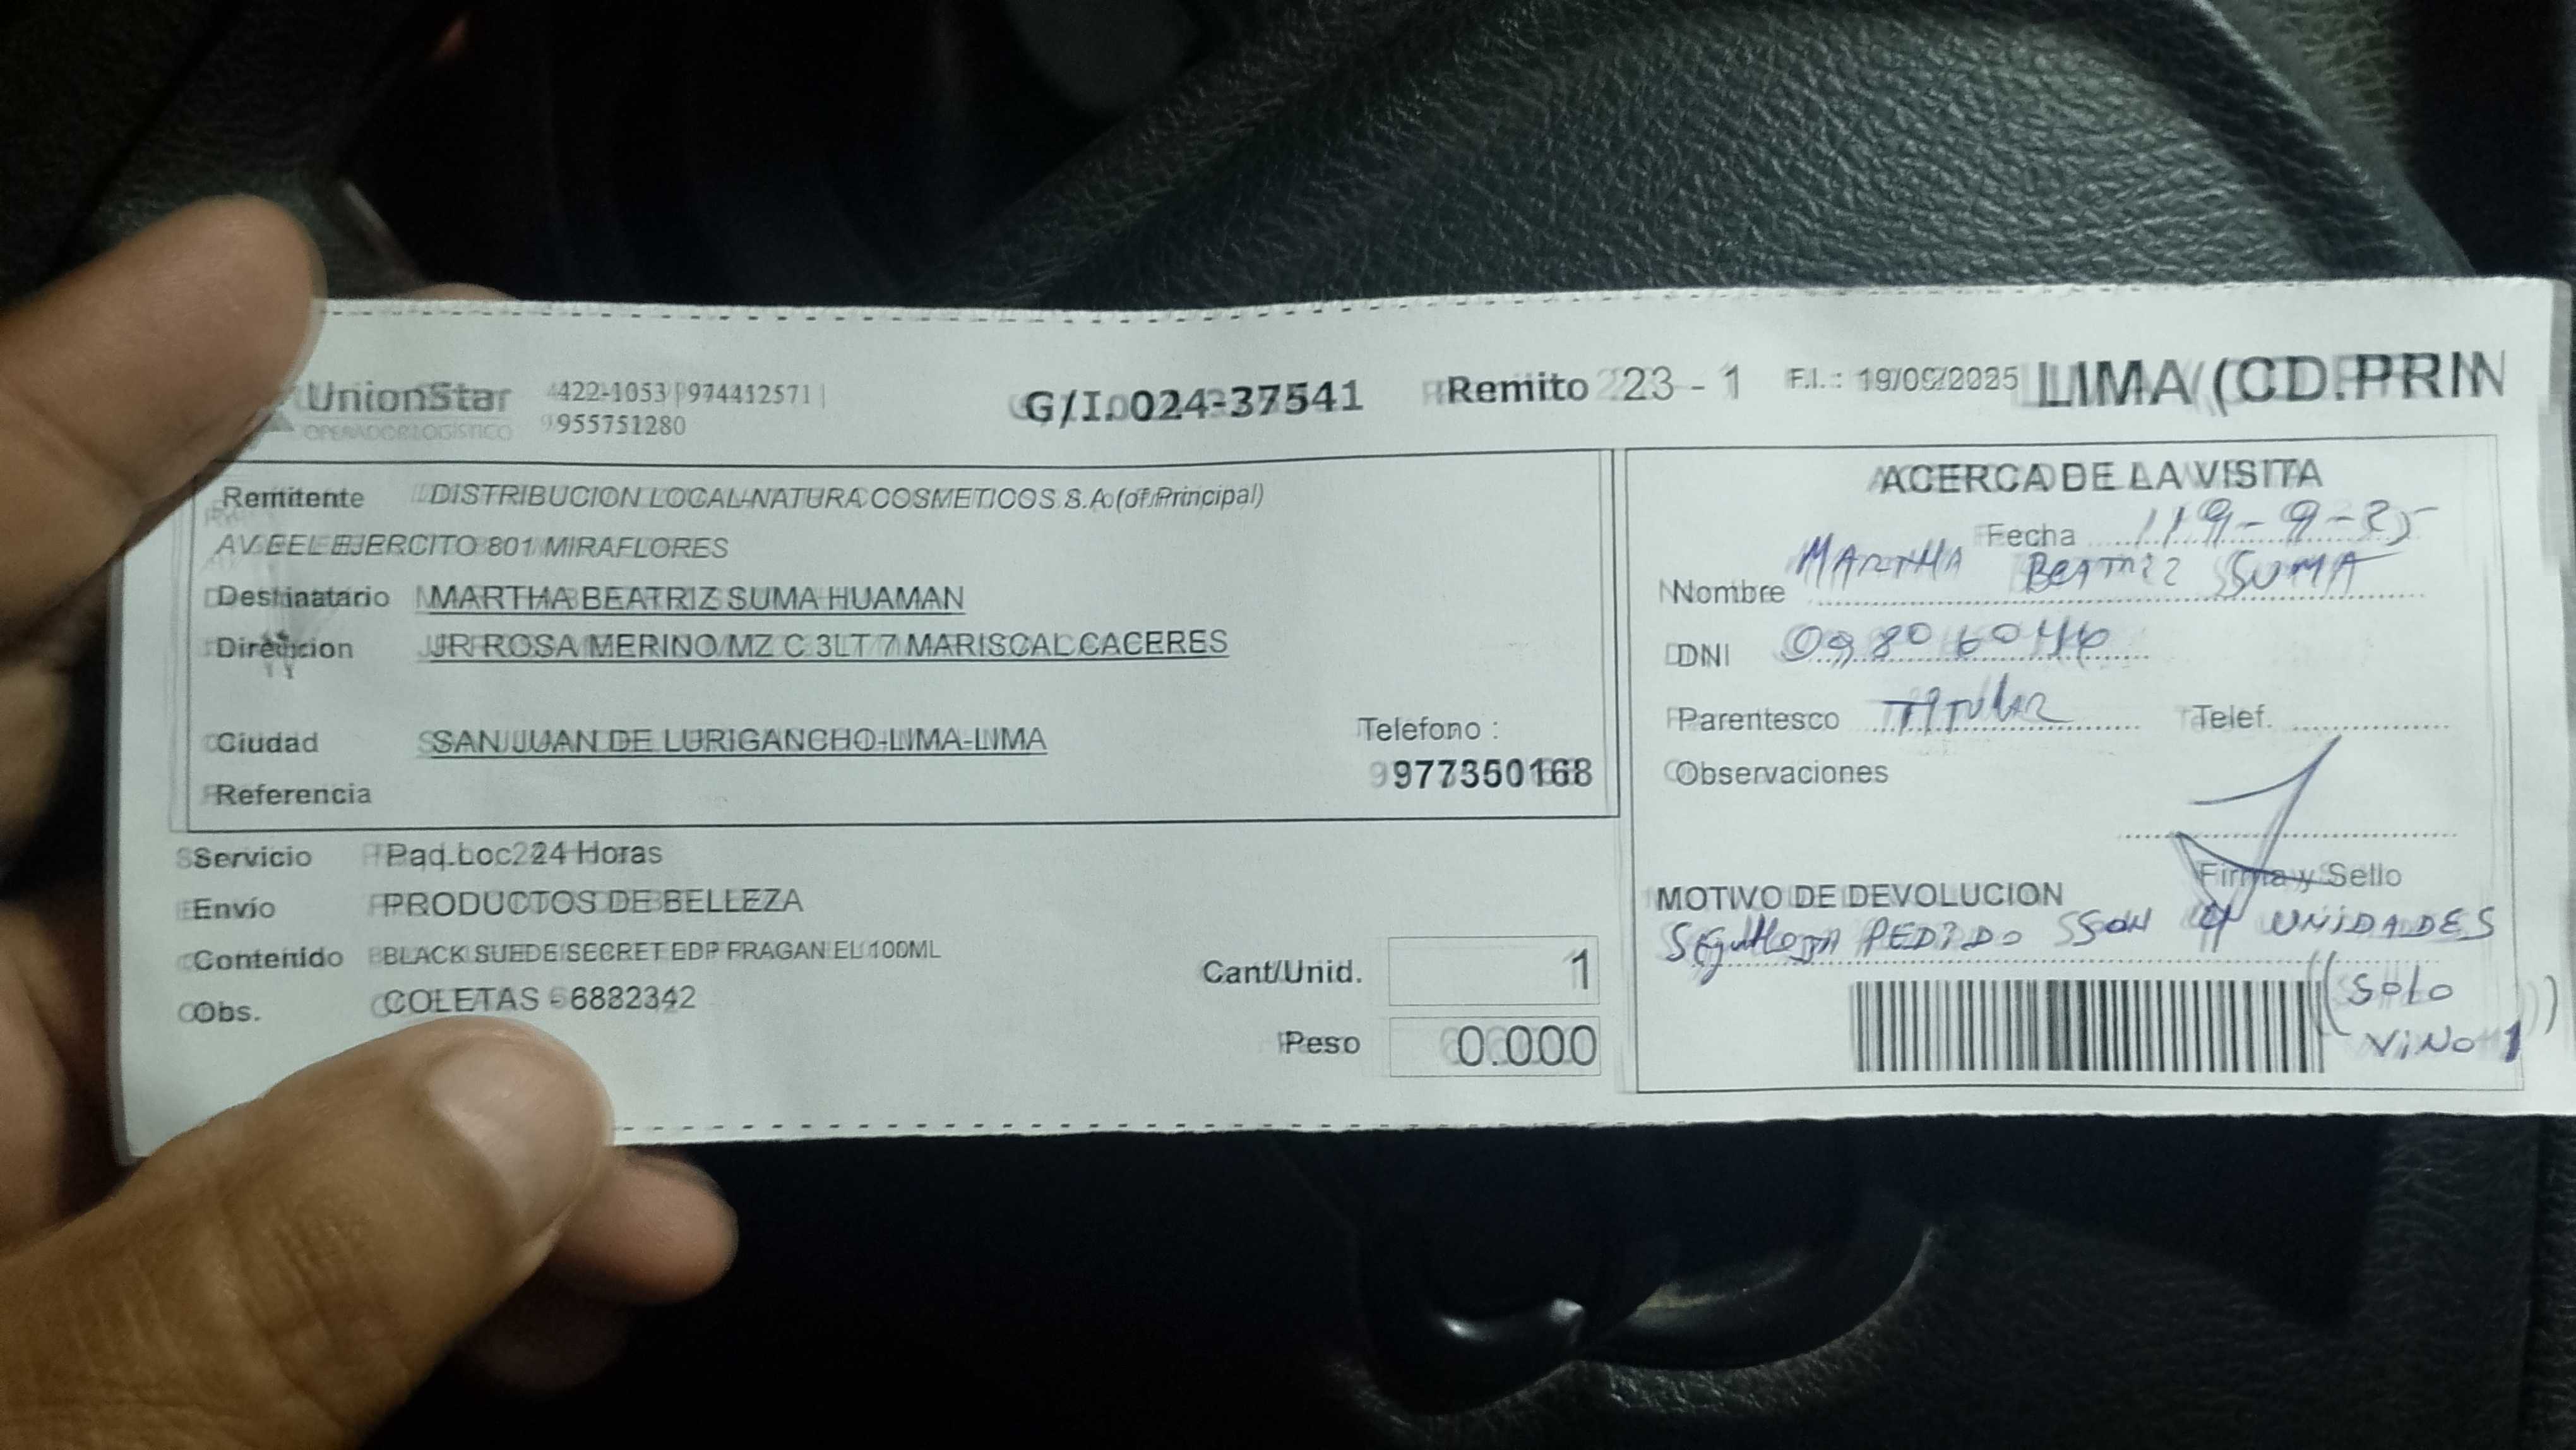 UnionStar
OPERADOR LOGÍSTICO
422-1053 | 974412571 |
955751280
G/I. 024-37541
Remito 23 - 1
F.I. : 19/09/2025
LIMA (CD.PRIN
Remitente DISTRIBUCION LOCAL-NATURA COSMETICOS S.A.(of.Principal)
AV.EL EJERCITO 801 MIRAFLORES
Destinatario MARTHA BEATRIZ SUMA HUAMAN
Direccion JR ROSA MERINO MZ C 3LT 7 MARISCAL CACERES
Ciudad SAN JUAN DE LURIGANCHO-LIMA-LIMA
Telefono :
977350168
Referencia
Servicio Paq.Loc. 24 Horas
Envío PRODUCTOS DE BELLEZA
Contenido BLACK SUEDE SECRET EDP FRAGAN EL 100ML
Obs. COLETAS - 6882342
Cant/Unid. 1
Peso 0.000
ACERCA DE LA VISITA
Fecha 19-9-25
Nombre MARTHA BEATRIZ SUMA
DNI
Parentesco TITULAR Telef.
Observaciones
Firma y Sello
MOTIVO DE DEVOLUCION
PEDIDO SON 4 UNIDADES
(SOLO
VINO 1)